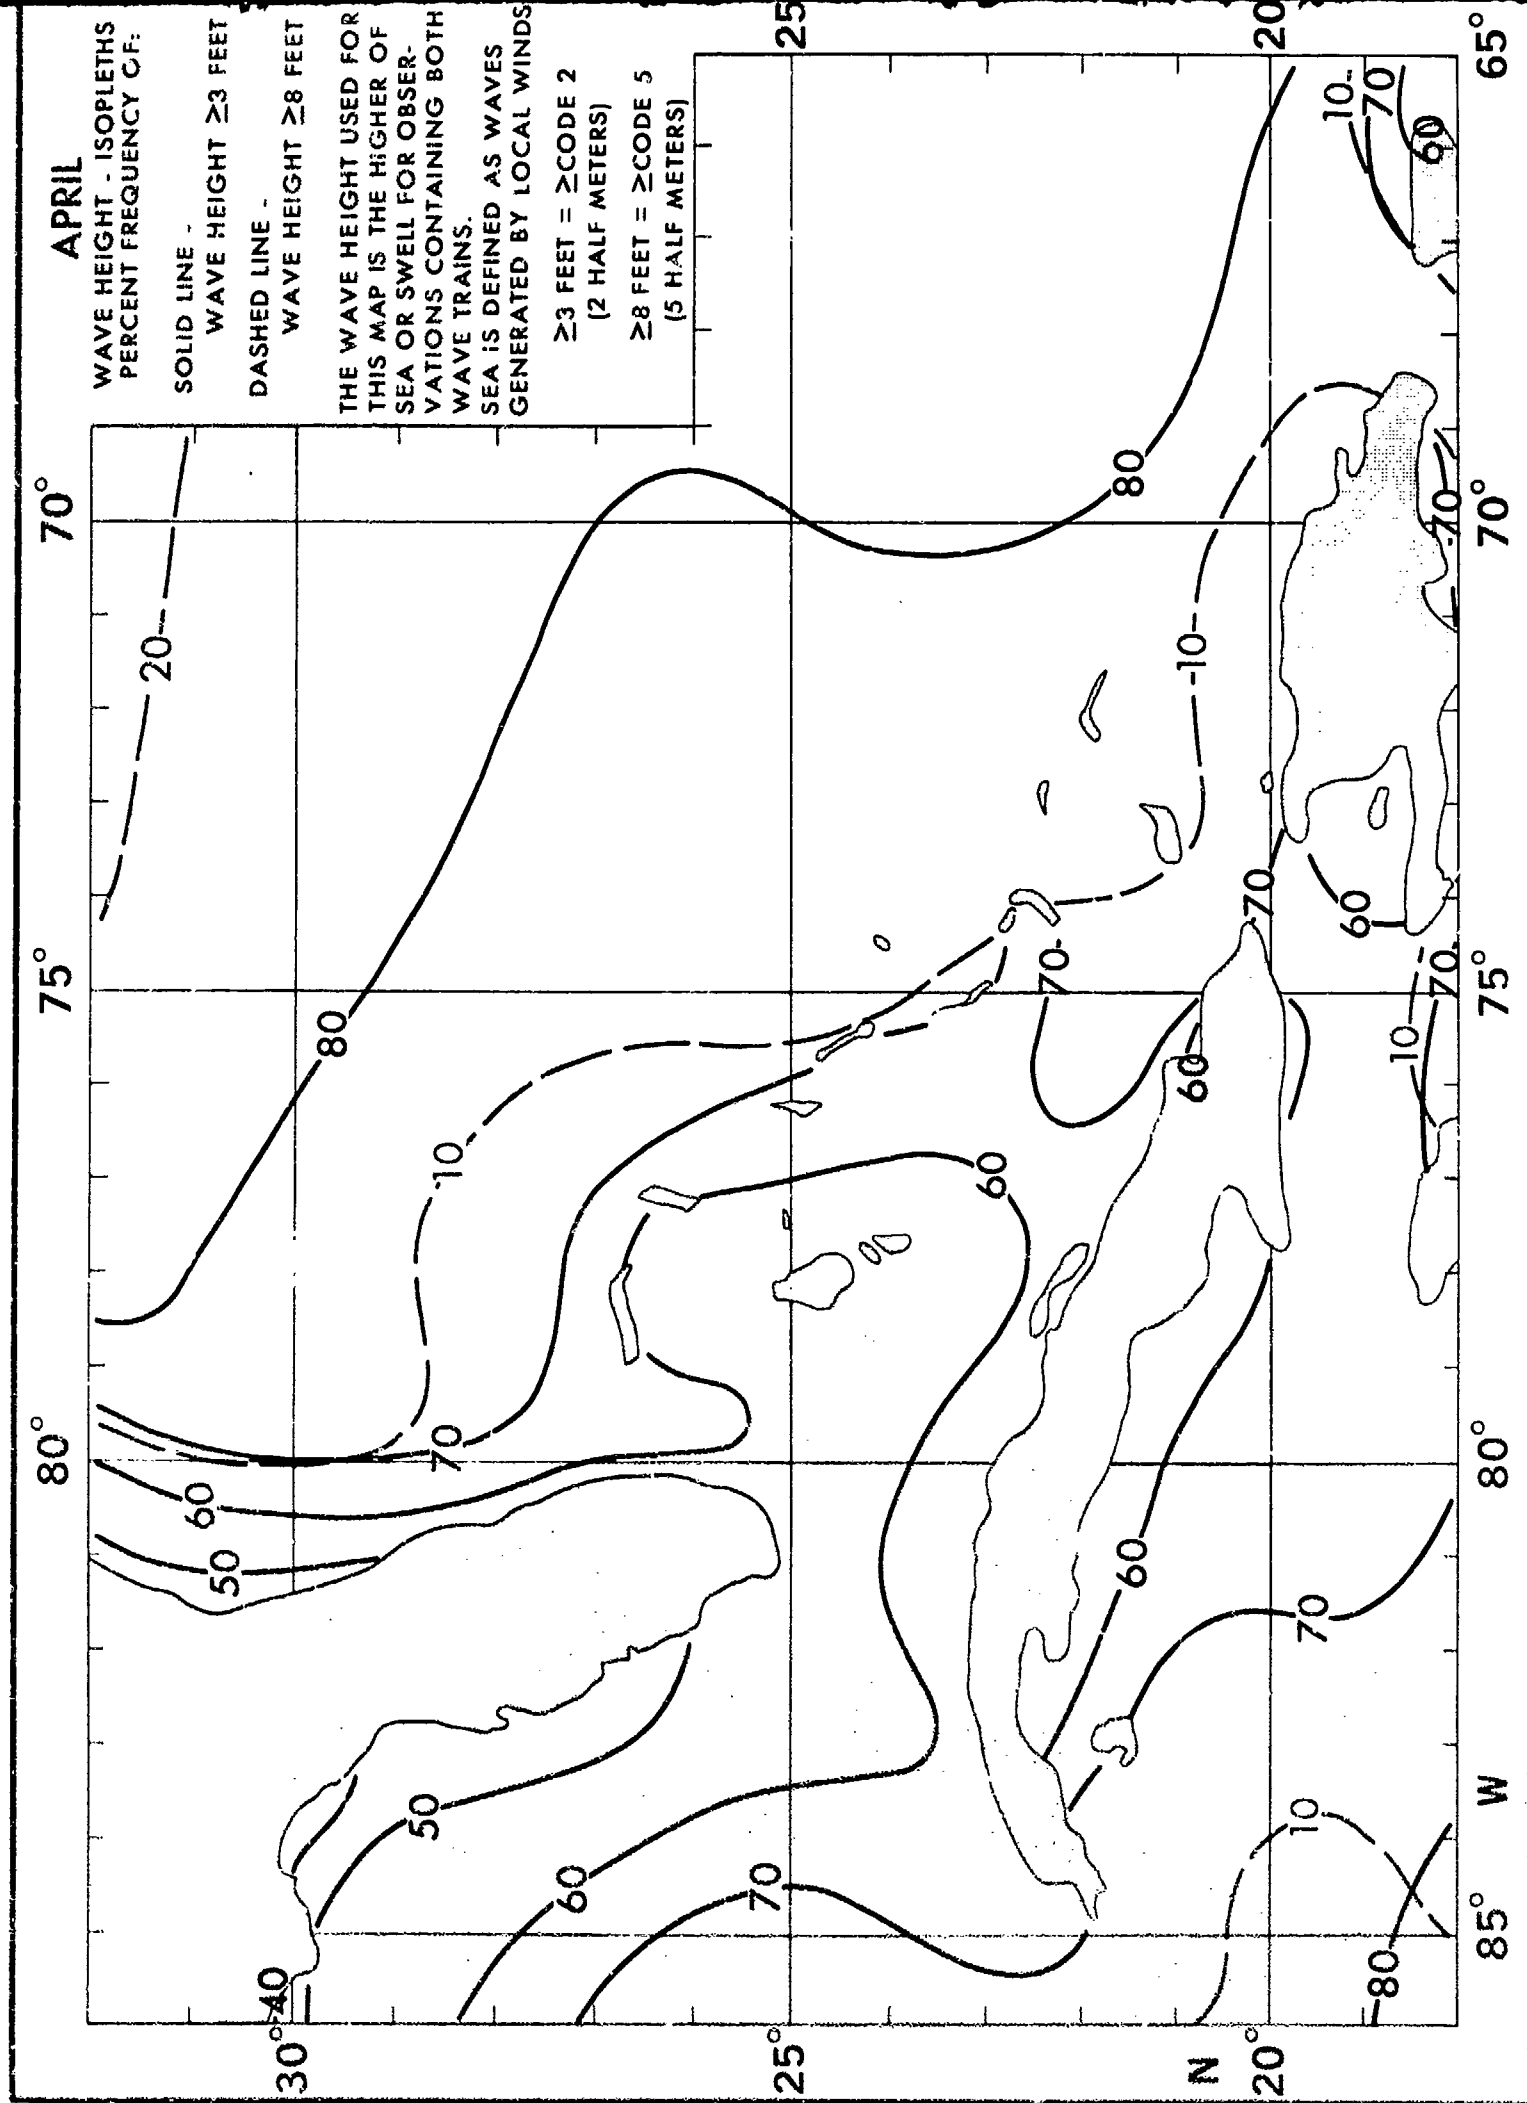 APRIL
WAVE HEIGHT - ISOPLETHS
PERCENT FREQUENCY OF:
SOLID LINE -
WAVE HEIGHT ≥3 FEET
DASHED LINE -
WAVE HEIGHT ≥8 FEET
THE WAVE HEIGHT USED FOR
THIS MAP IS THE HIGHER OF
SEA OR SWELL FOR OBSER-
VATIONS CONTAINING BOTH
WAVE TRAINS.
SEA IS DEFINED AS WAVES
GENERATED BY LOCAL WINDS
≥3 FEET = ≥CODE 2
(2 HALF METERS)
≥8 FEET = ≥CODE 5
(5 HALF METERS)
80°
75°
70°
20
80
10
70
60
50
40
50
60
70
60
80
10
70
60
70
60
60
70
10
80
10
70
70
10
70
60
30°
25°
N
20°
25
20
85°
W
80°
75°
70°
65°